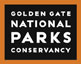 GOLDEN GATE
NATIONAL
PARKS
CONSERVANCY